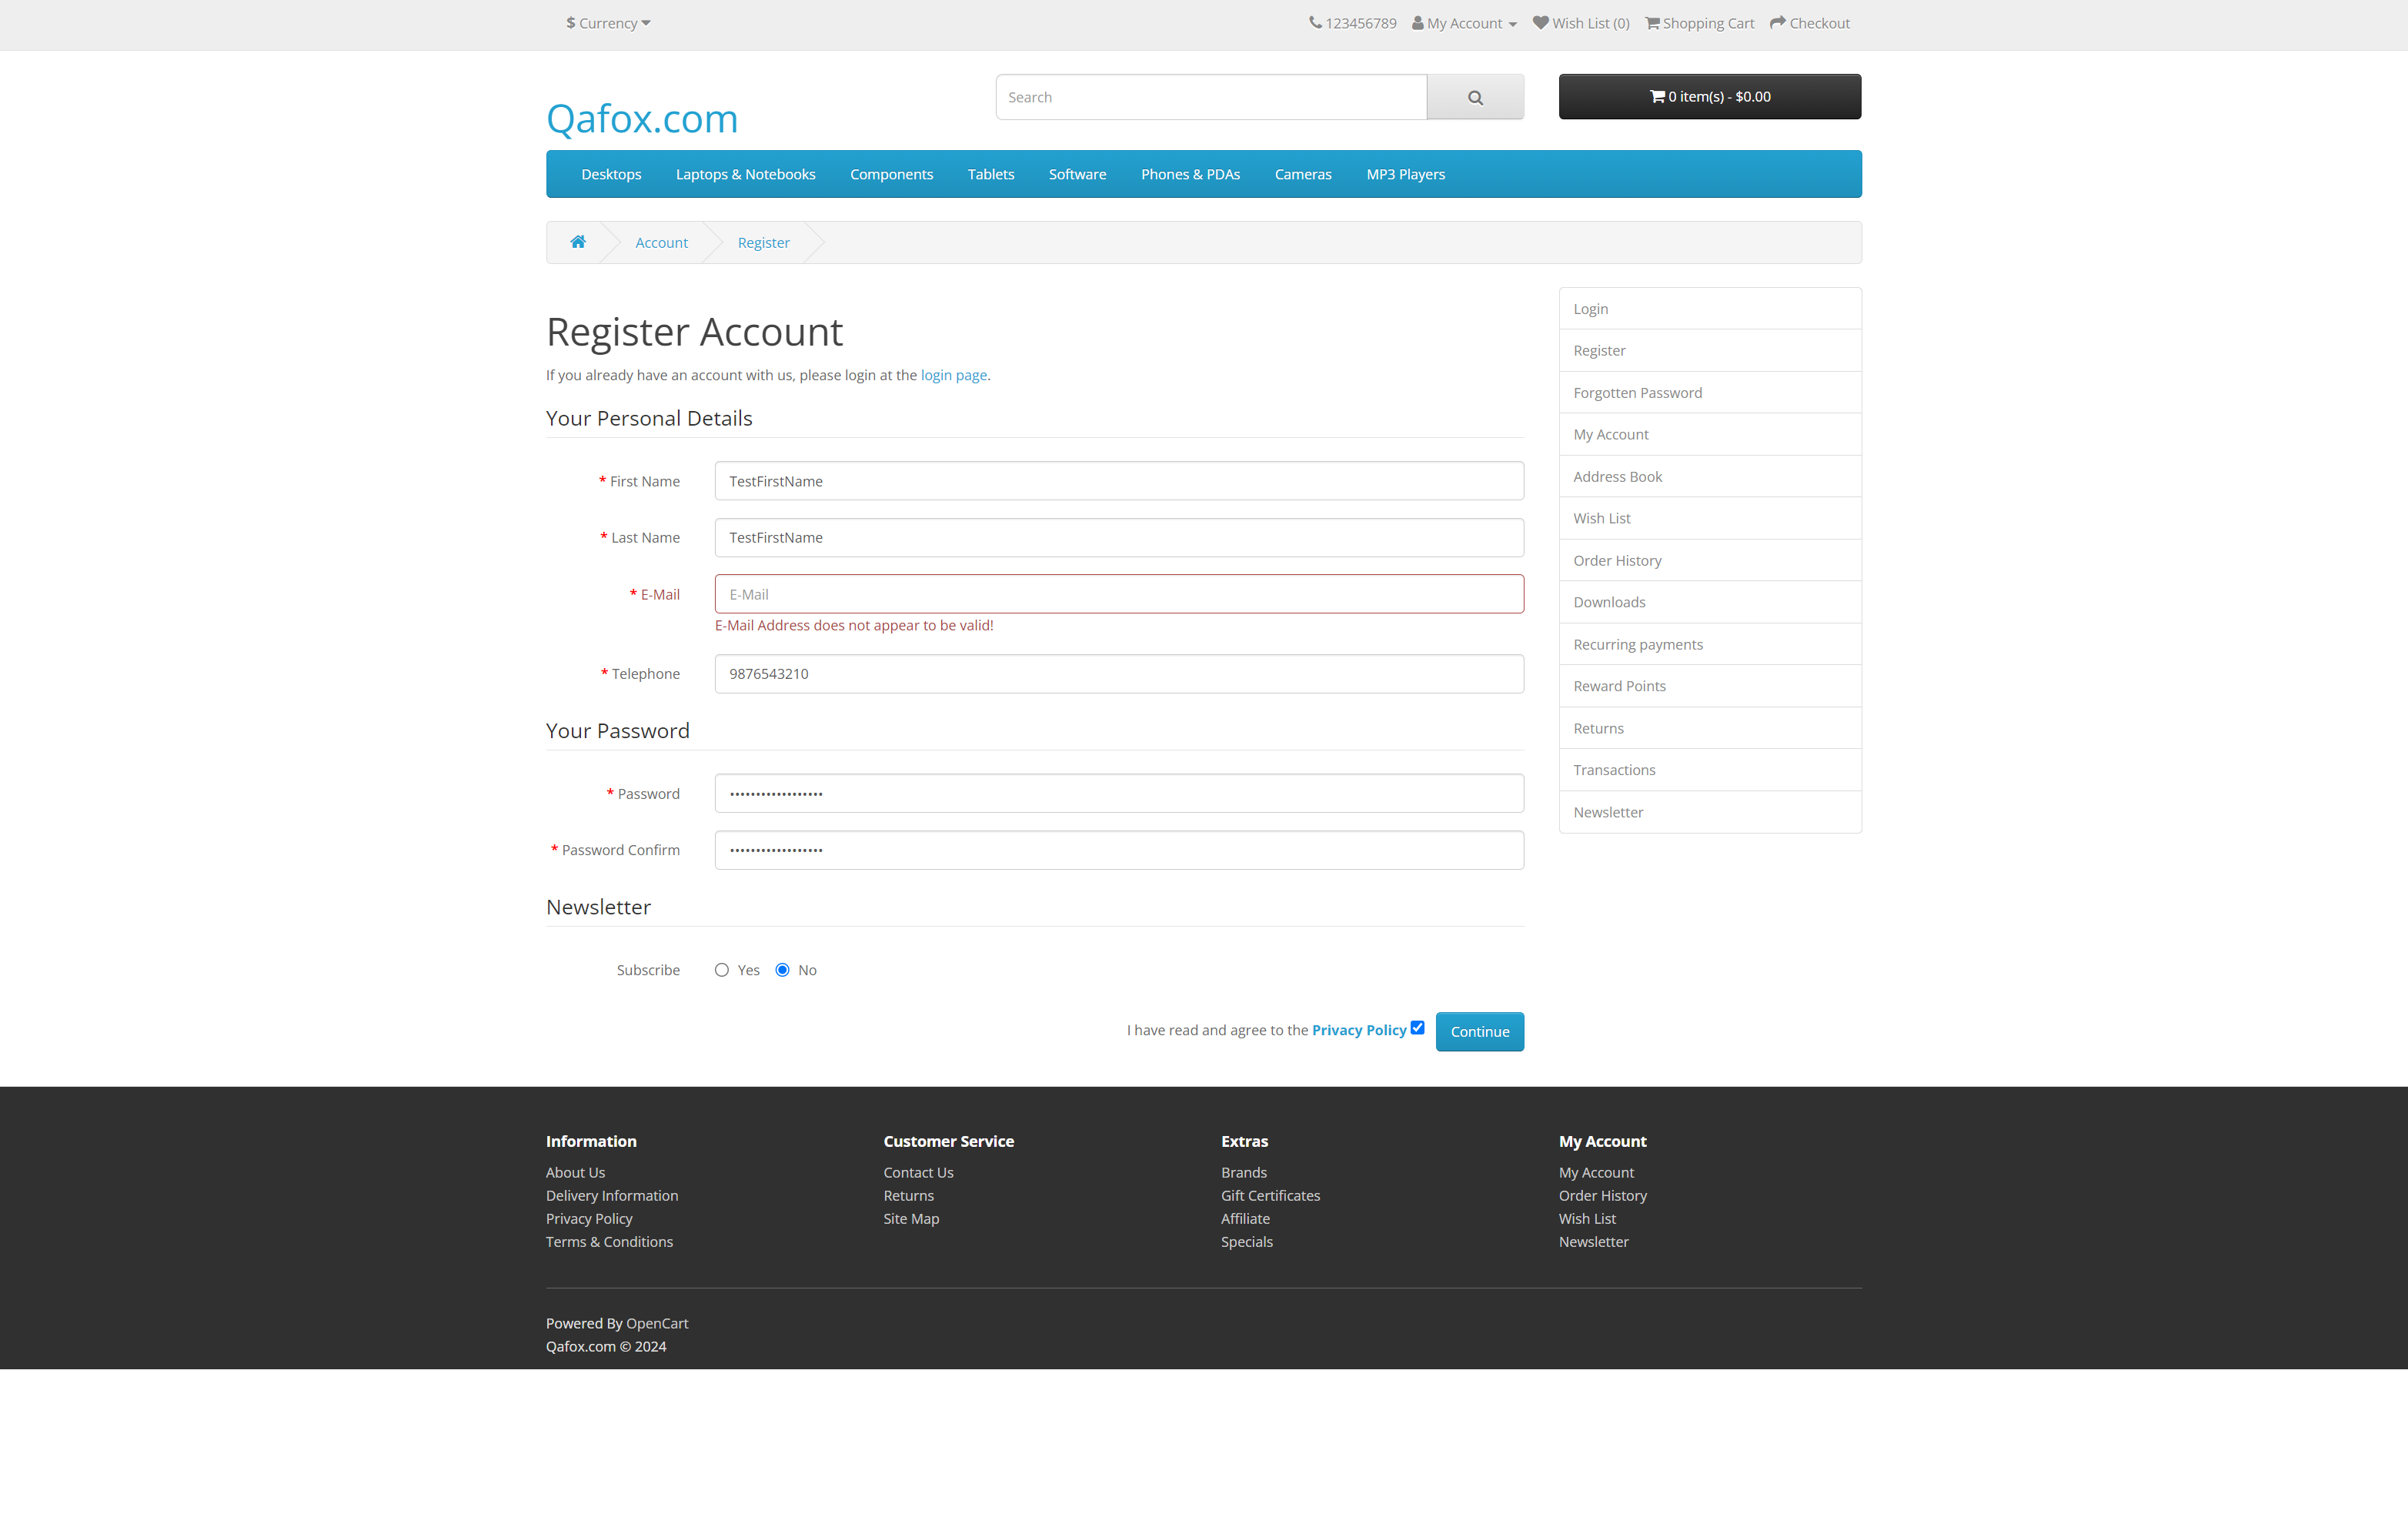 $ Currency
123456789 My Account Wish List (0) Shopping Cart Checkout
Qafox.com
Search
0 item(s) - $0.00
Desktops Laptops & Notebooks Components Tablets Software Phones & PDAs Cameras MP3 Players
Account Register
Register Account
If you already have an account with us, please login at the login page.
Your Personal Details
* First Name TestFirstName
* Last Name TestFirstName
* E-Mail E-Mail
E-Mail Address does not appear to be valid!
* Telephone 9876543210
Your Password
* Password ••••••••••••••••••
* Password Confirm ••••••••••••••••••
Newsletter
Subscribe Yes No
I have read and agree to the Privacy Policy Continue
Login
Register
Forgotten Password
My Account
Address Book
Wish List
Order History
Downloads
Recurring payments
Reward Points
Returns
Transactions
Newsletter
Information
About Us
Delivery Information
Privacy Policy
Terms & Conditions
Customer Service
Contact Us
Returns
Site Map
Extras
Brands
Gift Certificates
Affiliate
Specials
My Account
My Account
Order History
Wish List
Newsletter
Powered By OpenCart
Qafox.com © 2024